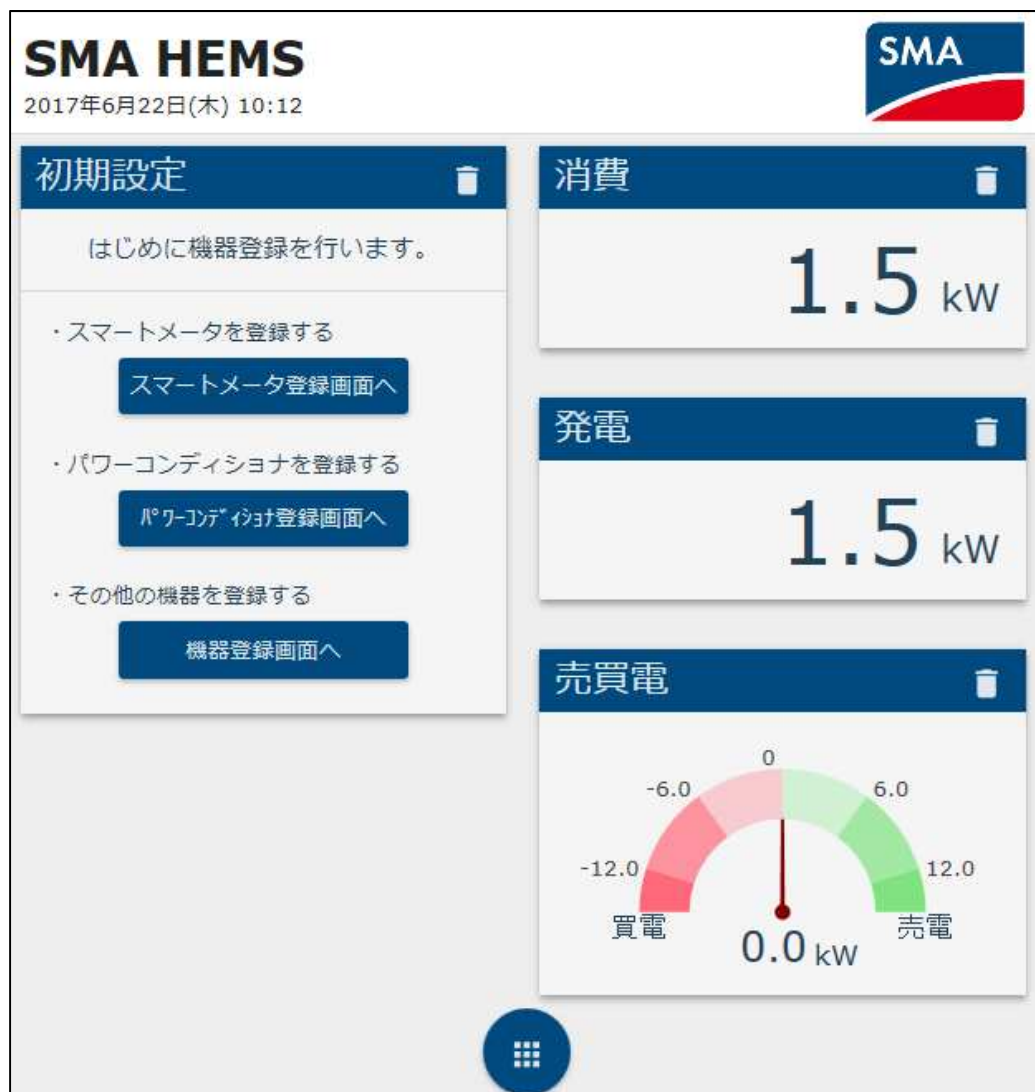 SMA HEMS
2017年6月22日(木) 10:12
SMA
初期設定
はじめに機器登録を行います。
・スマートメータを登録する
スマートメータ登録画面へ
・パワーコンディショナを登録する
ﾊﾟﾜｰｺﾝﾃﾞｨｼｮﾅ登録画面へ
・その他の機器を登録する
機器登録画面へ
消費
1.5 kW
発電
1.5 kW
売買電
0
-6.0 6.0
-12.0 12.0
買電 売電
0.0 kW